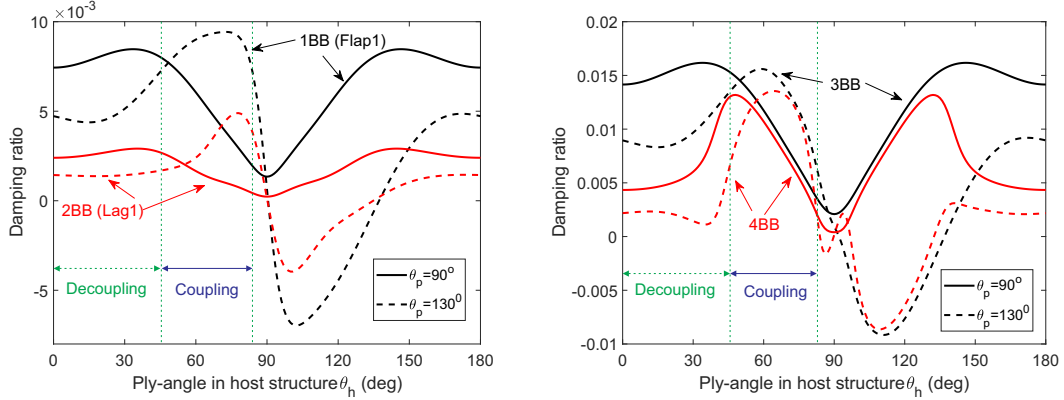 10 ×10⁻³
5
0
-5
Damping ratio
1BB (Flap1)
2BB (Lag1)
Decoupling
Coupling
θp=90°
θp=130⁰
0 30 60 90 120 150 180
Ply-angle in host structure θh (deg)
0.02
0.015
0.01
0.005
0
-0.005
-0.01
Damping ratio
3BB
4BB
Decoupling
Coupling
θp=90°
θp=130⁰
0 30 60 90 120 150 180
Ply-angle in host structure θh (deg)